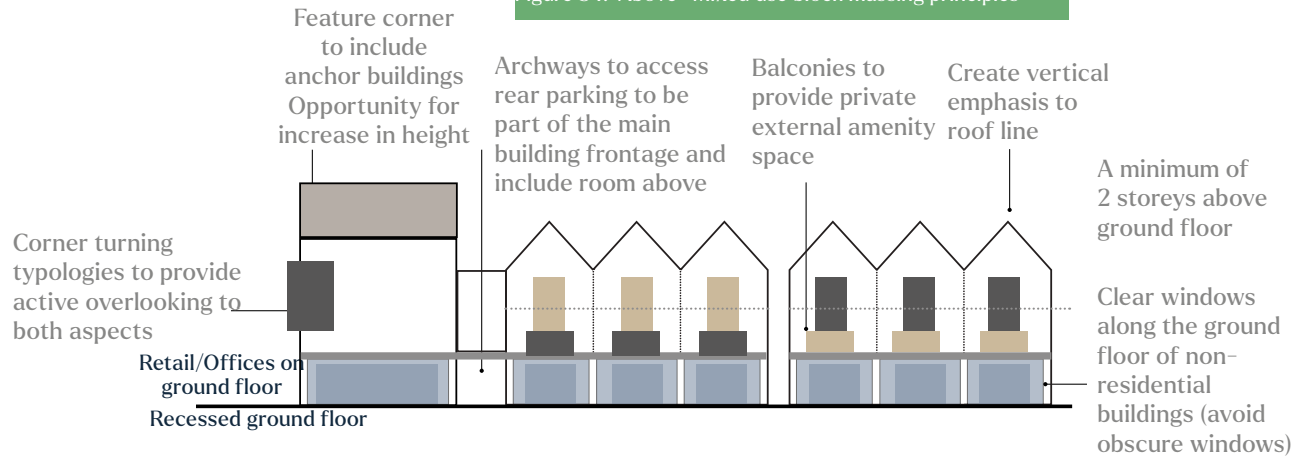 Feature corner
to include
anchor buildings
Opportunity for
increase in height
Archways to access
rear parking to be
part of the main
building frontage and
include room above
Balconies to
provide private
external amenity
space
Create vertical
emphasis to
roof line
A minimum of
2 storeys above
ground floor
Corner turning
typologies to provide
active overlooking to
both aspects
Clear windows
along the ground
floor of non-
residential
buildings (avoid
obscure windows)
Retail/Offices on
ground floor
Recessed ground floor